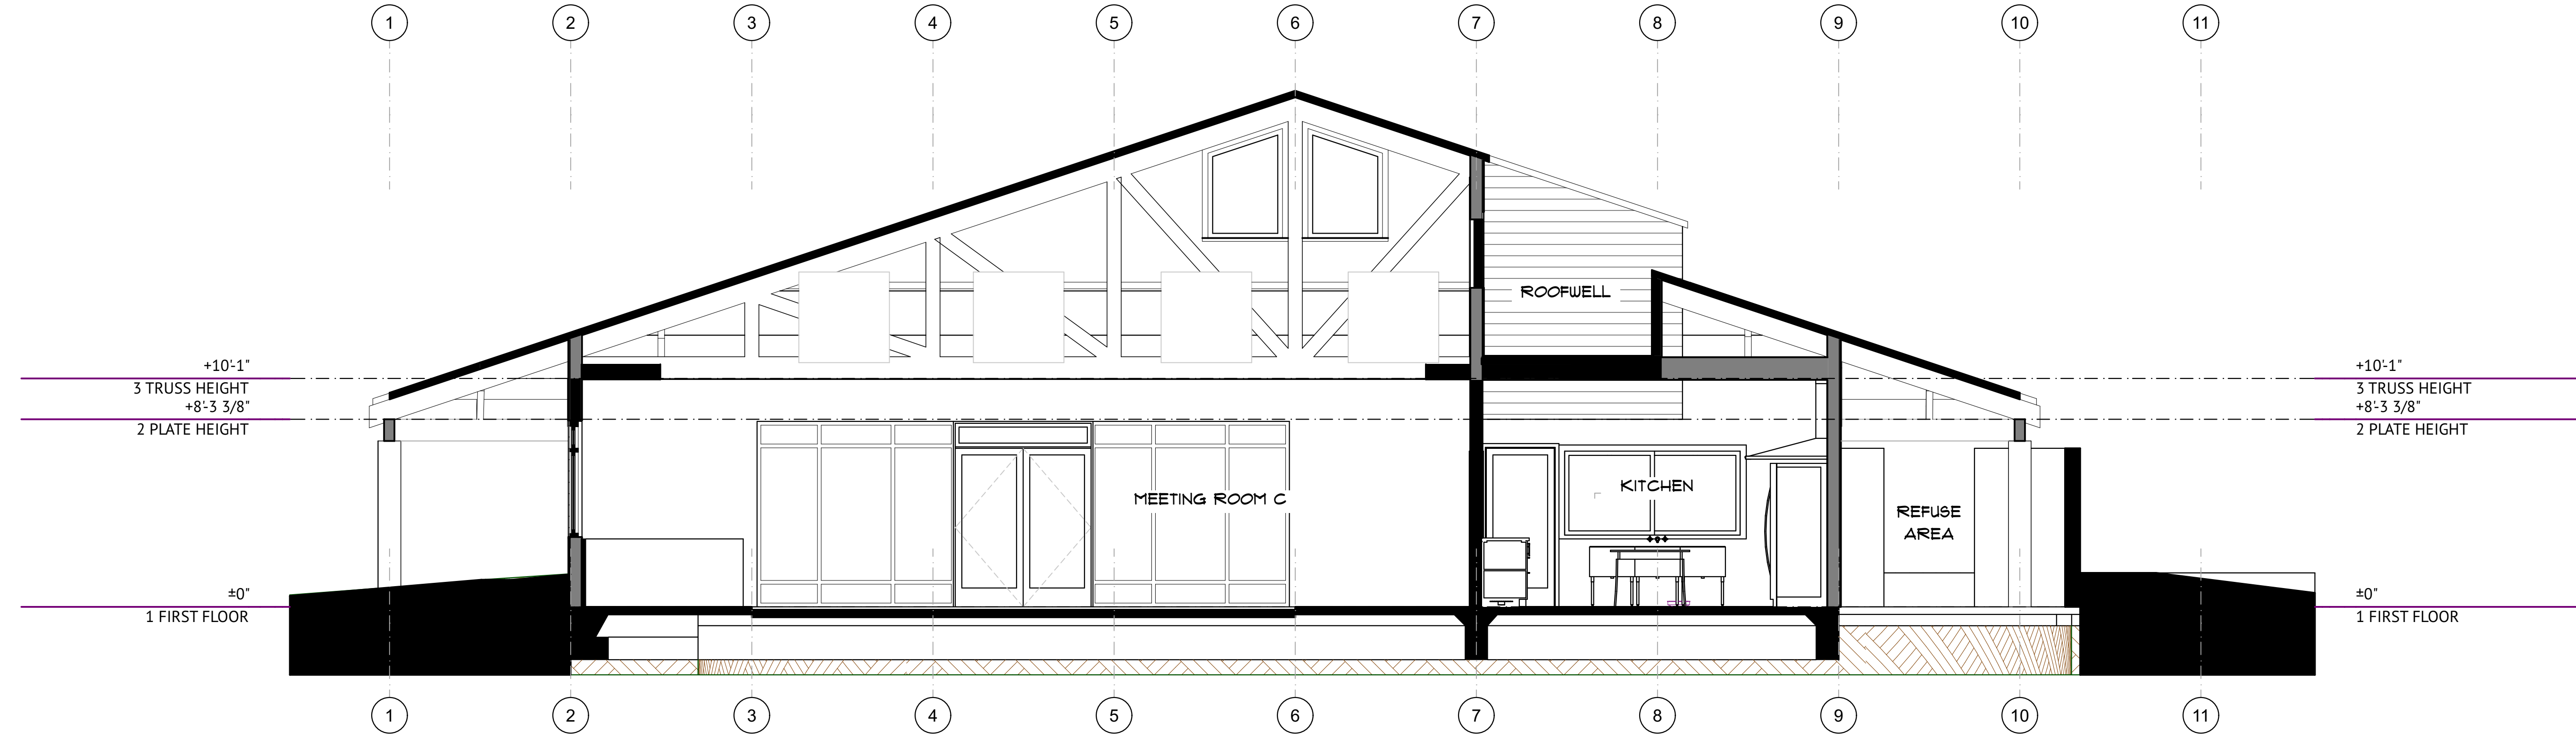 1 2 3 4 5 6 7 8 9 10 11
ROOFWELL
+10'-1"
3 TRUSS HEIGHT
+8'-3 3/8"
2 PLATE HEIGHT
+10'-1"
3 TRUSS HEIGHT
+8'-3 3/8"
2 PLATE HEIGHT
MEETING ROOM C
KITCHEN
REFUSE
AREA
±0"
1 FIRST FLOOR
±0"
1 FIRST FLOOR
1 2 3 4 5 6 7 8 9 10 11